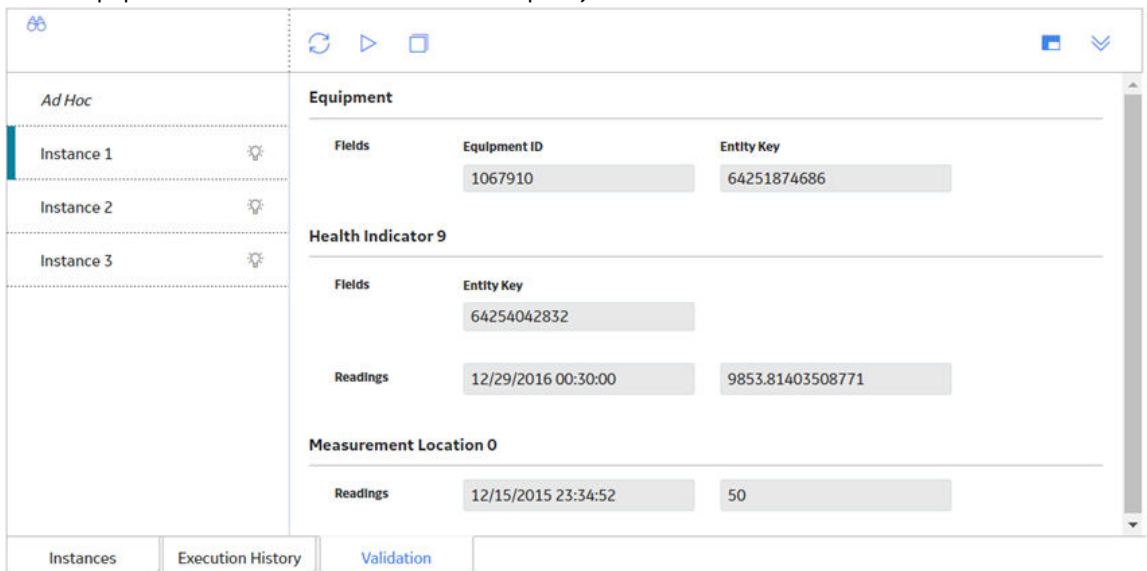 Ad Hoc
Instance 1
Instance 2
Instance 3
Equipment
Fields Equipment ID Entity Key
1067910 64251874686
Health Indicator 9
Fields Entity Key
64254042832
Readings 12/29/2016 00:30:00 9853.81403508771
Measurement Location 0
Readings 12/15/2015 23:34:52 50
Instances Execution History Validation